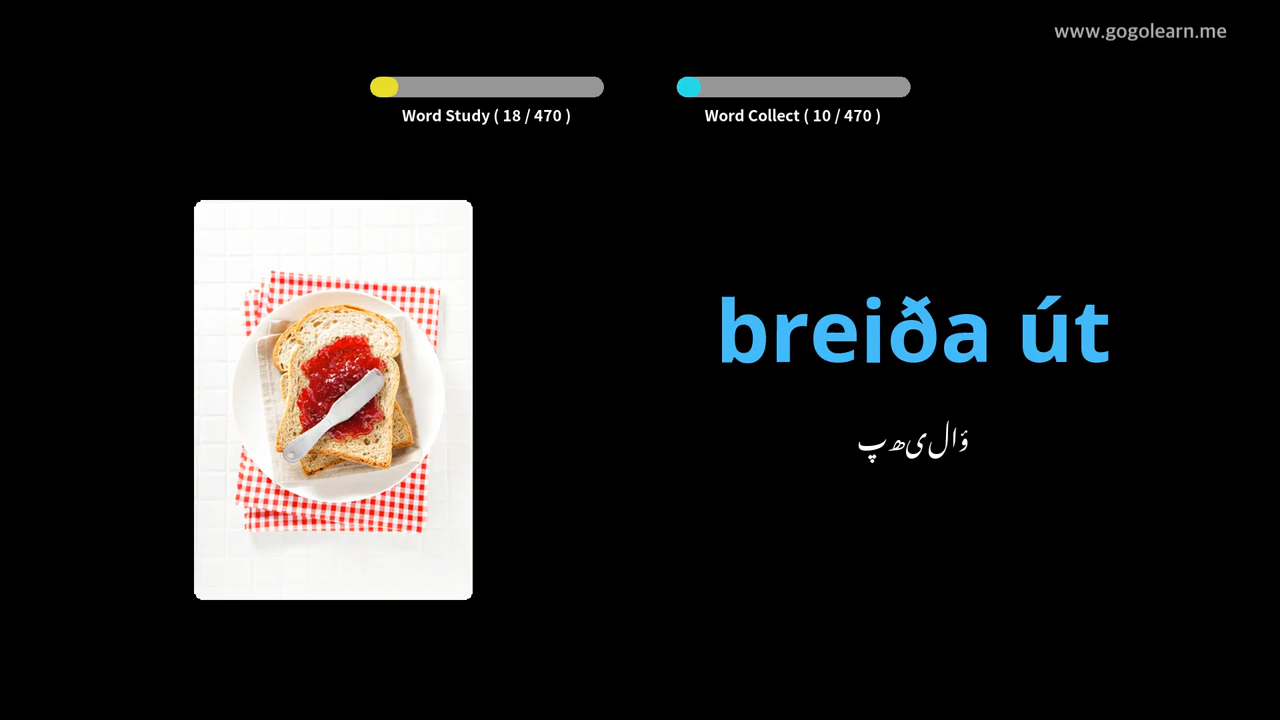 www.gogolearn.me
Word Study ( 18 / 470 )
Word Collect ( 10 / 470 )
breiða út
پھیلاؤ